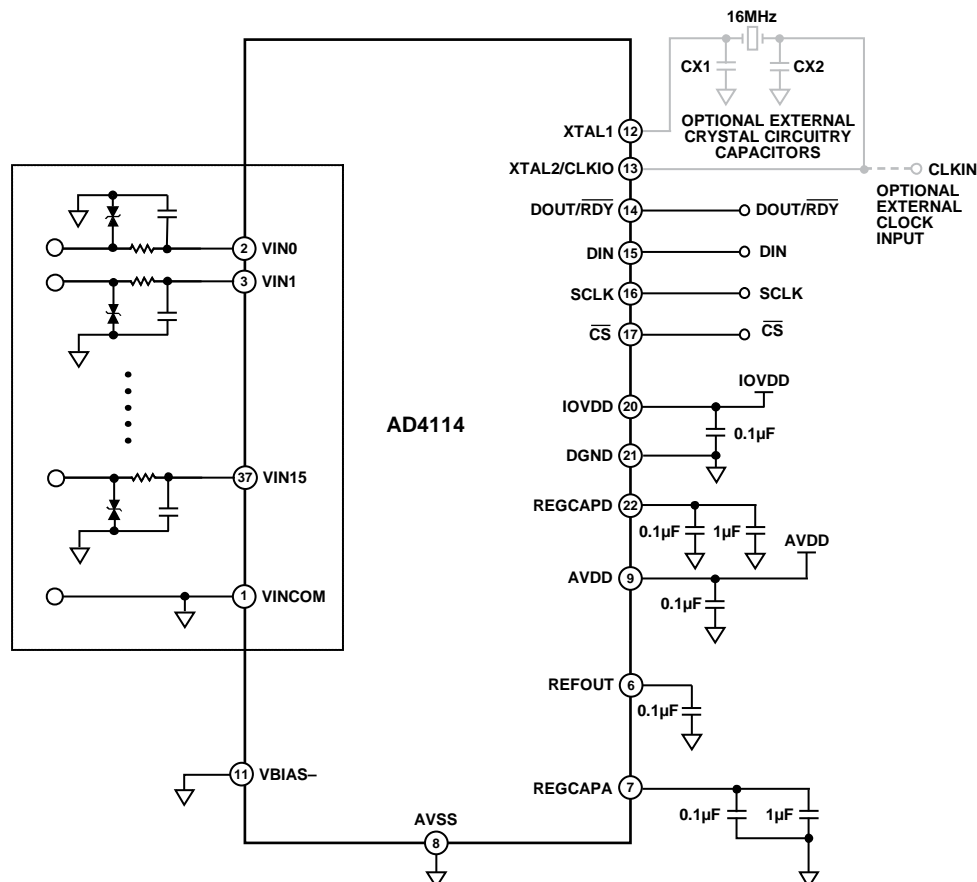 16MHz
CX1
CX2
OPTIONAL EXTERNAL
CRYSTAL CIRCUITRY
CAPACITORS
XTAL1
12
XTAL2/CLKIO
13
CLKIN
OPTIONAL
EXTERNAL
CLOCK
INPUT
DOUT/RDY
14
DOUT/RDY
2
VIN0
DIN
15
DIN
3
VIN1
SCLK
16
SCLK
CS
17
CS
IOVDD
IOVDD
20
0.1µF
AD4114
DGND
21
37
VIN15
REGCAPD
22
0.1µF
1µF
AVDD
AVDD
9
0.1µF
1
VINCOM
REFOUT
6
0.1µF
11
VBIAS–
REGCAPA
7
0.1µF
1µF
AVSS
8